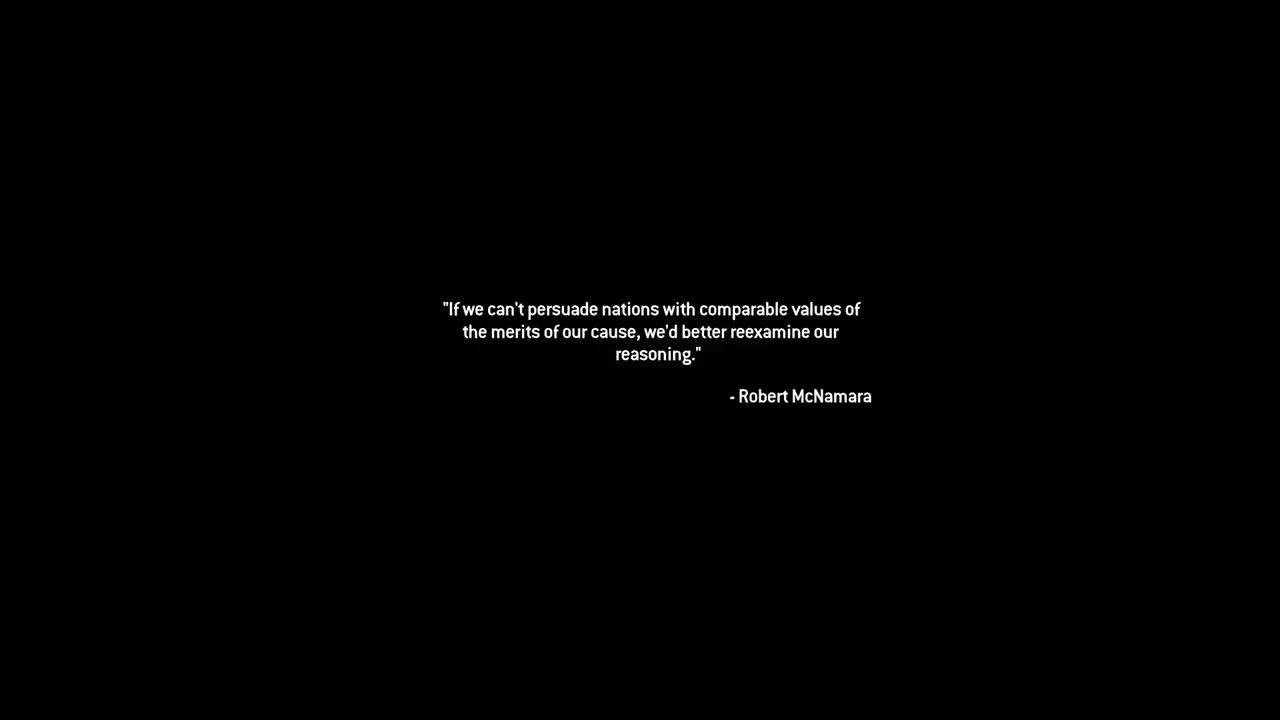 "If we can't persuade nations with comparable values of
the merits of our cause, we'd better reexamine our
reasoning."
- Robert McNamara